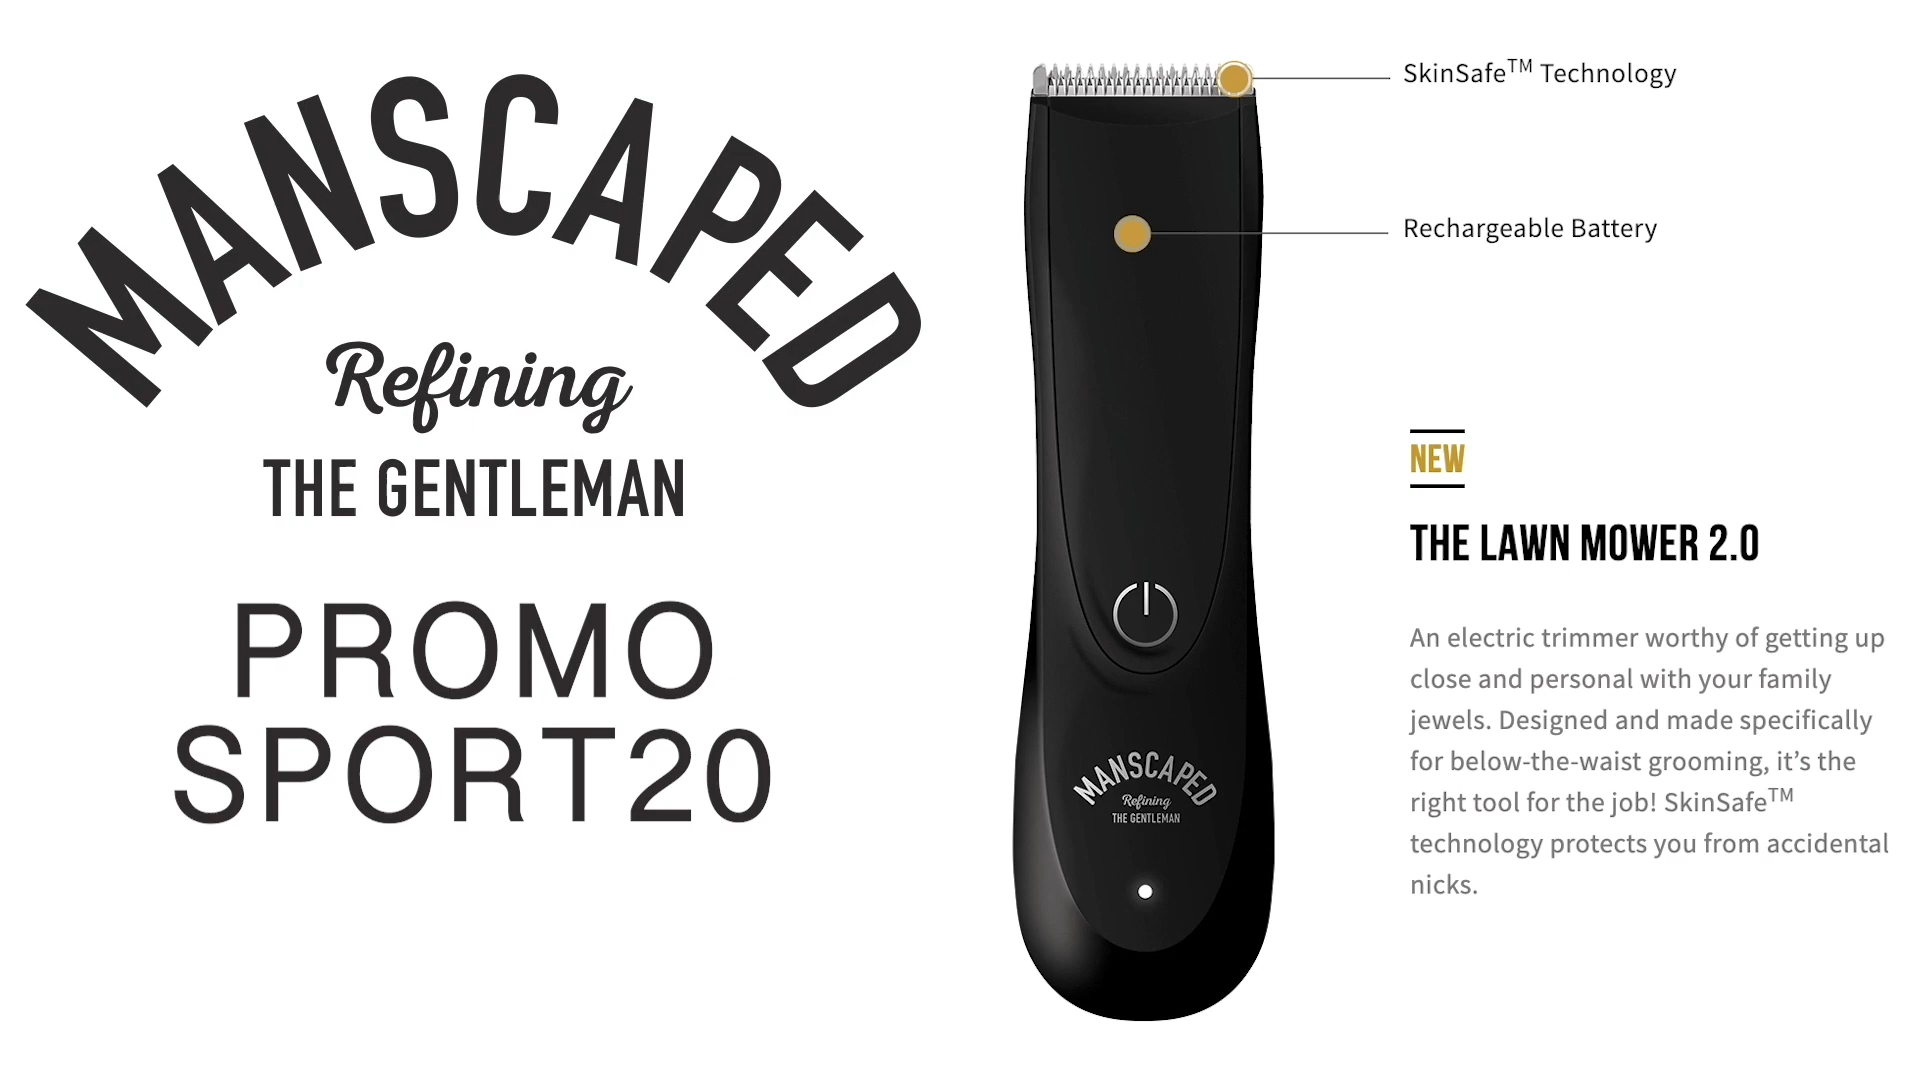 MANSCAPED
Refining
THE GENTLEMAN
PROMO
SPORT20
SkinSafe™ Technology
Rechargeable Battery
MANSCAPED
Refining
THE GENTLEMAN
NEW
THE LAWN MOWER 2.0
An electric trimmer worthy of getting up
close and personal with your family
jewels. Designed and made specifically
for below-the-waist grooming, it’s the
right tool for the job! SkinSafe™
technology protects you from accidental
nicks.